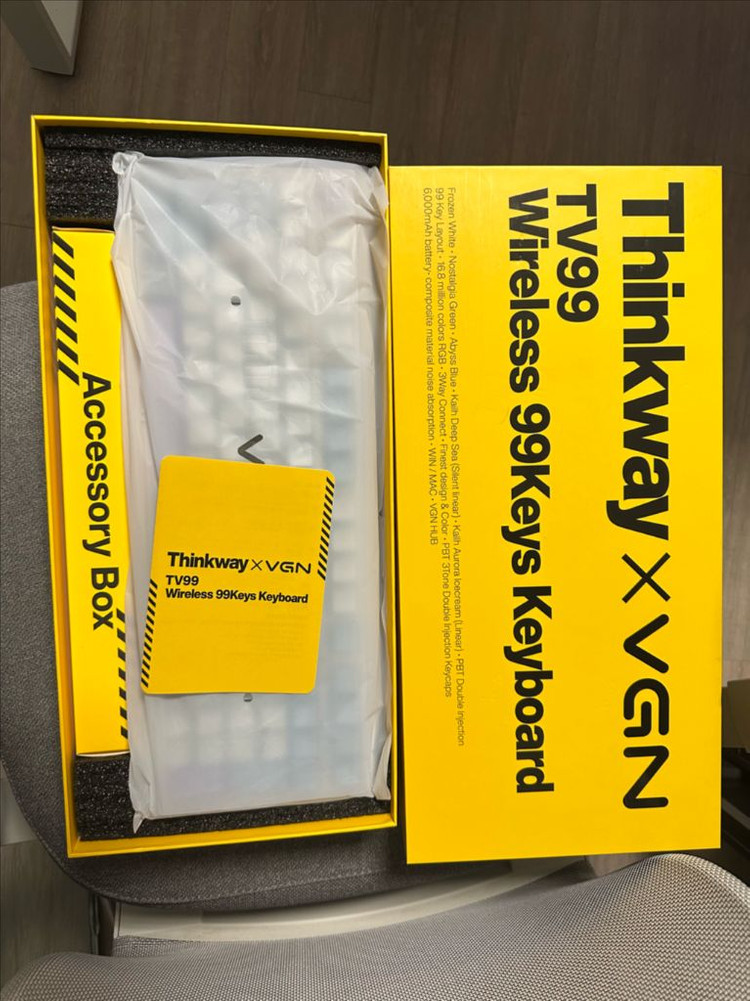 Thinkway × VGN
TV99
Wireless 99Keys Keyboard
Frozen White · Nostalgia Green · Abyss Blue · Kailh Deep Sea (Silent linear) · Kailh Aurora Icecream (Linear) · PBT Double Injection
99 Key Layout · 16.8 million colors RGB · 3Way Connect · Finest design & Color · PBT 3Tone Double Injection Keycaps
6,000mAh battery · composite material noise absorption · WIN / MAC · VGN HUB
Accessory Box
Thinkway×VGN
TV99
Wireless 99Keys Keyboard